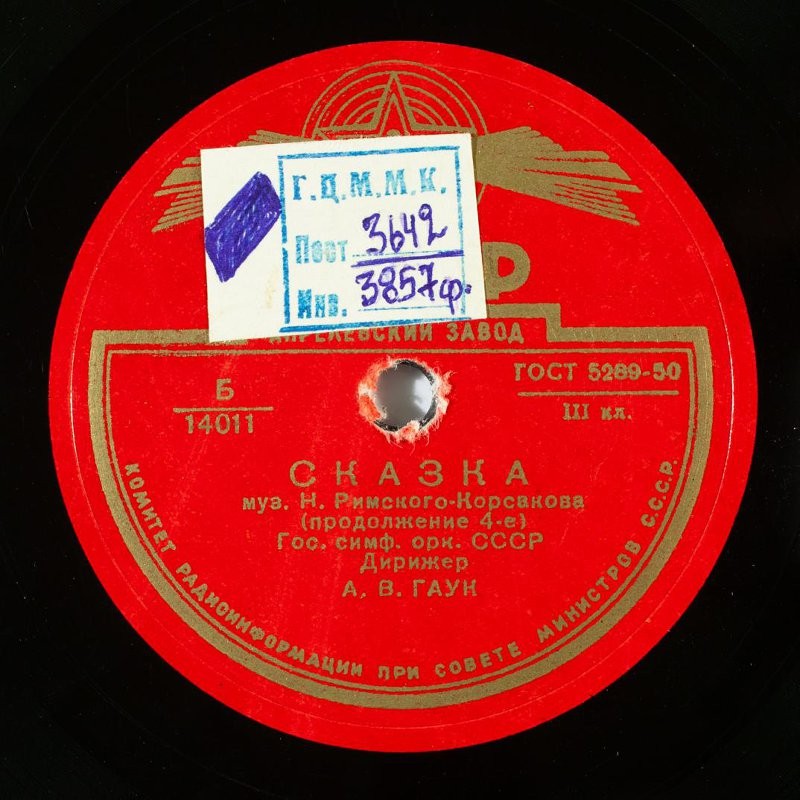 Г.Ц.М.М.К.
Пост 3642
Инв. 3857ф.
Р
АПРЕЛЕВСКИЙ ЗАВОД
Б
14011
ГОСТ 5289-50
III кл.
СКАЗКА
муз. Н. Римского-Корсакова
(продолжение 4-е)
Гос. симф. орк. СССР
Дирижер
А. В. ГАУК
КОМИТЕТ РАДИОИНФОРМАЦИИ ПРИ СОВЕТЕ МИНИСТРОВ С.С.С.Р.